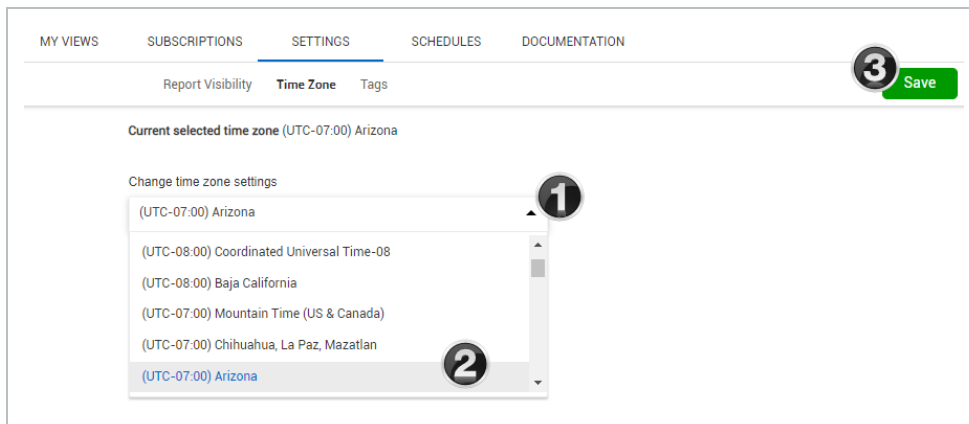 MY VIEWS SUBSCRIPTIONS SETTINGS SCHEDULES DOCUMENTATION
Report Visibility Time Zone Tags 3 Save
Current selected time zone (UTC-07:00) Arizona
Change time zone settings
(UTC-07:00) Arizona 1
(UTC-08:00) Coordinated Universal Time-08
(UTC-08:00) Baja California
(UTC-07:00) Mountain Time (US & Canada)
(UTC-07:00) Chihuahua, La Paz, Mazatlan
(UTC-07:00) Arizona 2